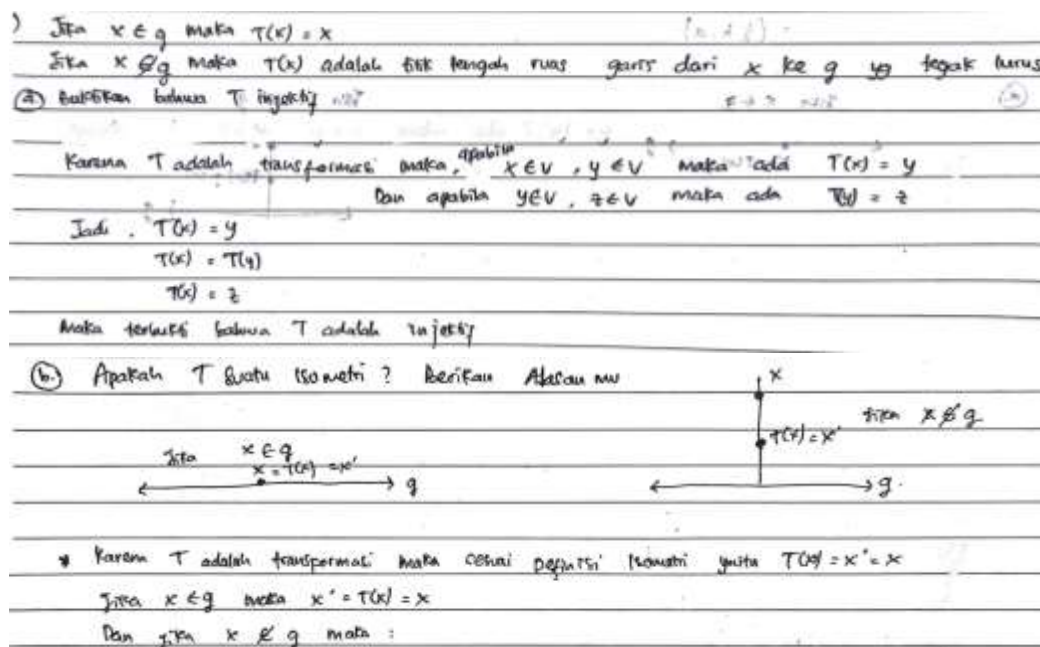 ) Jika x ∈ g maka T(x) = x
Jika x ∉ g maka T(x) adalah titik tengah ruas garis dari x ke g yg tegak lurus
(a) Buktikan bahwa T injektif
Karena T adalah transformasi maka, apabila x ∈ V, y ∈ V maka ada T(x) = y
Dan apabila y ∈ V, z ∈ V maka ada T(y) = z
Jadi, T(x) = y
T(x) = T(y)
T(x) = z
Maka terbukti bahwa T adalah injektif
(b.) Apakah T suatu Isometri ? Berikan Alasan mu
x
Jika x ∉ g
T(x) = x'
Jika x ∈ g
x = T(x) = x'
g
g.
* Karena T adalah transpormasi maka sesuai depinisi Isometri yaitu T(x) = x' = x
Jika x ∈ g maka x' = T(x) = x
Dan jika x ∉ g maka :